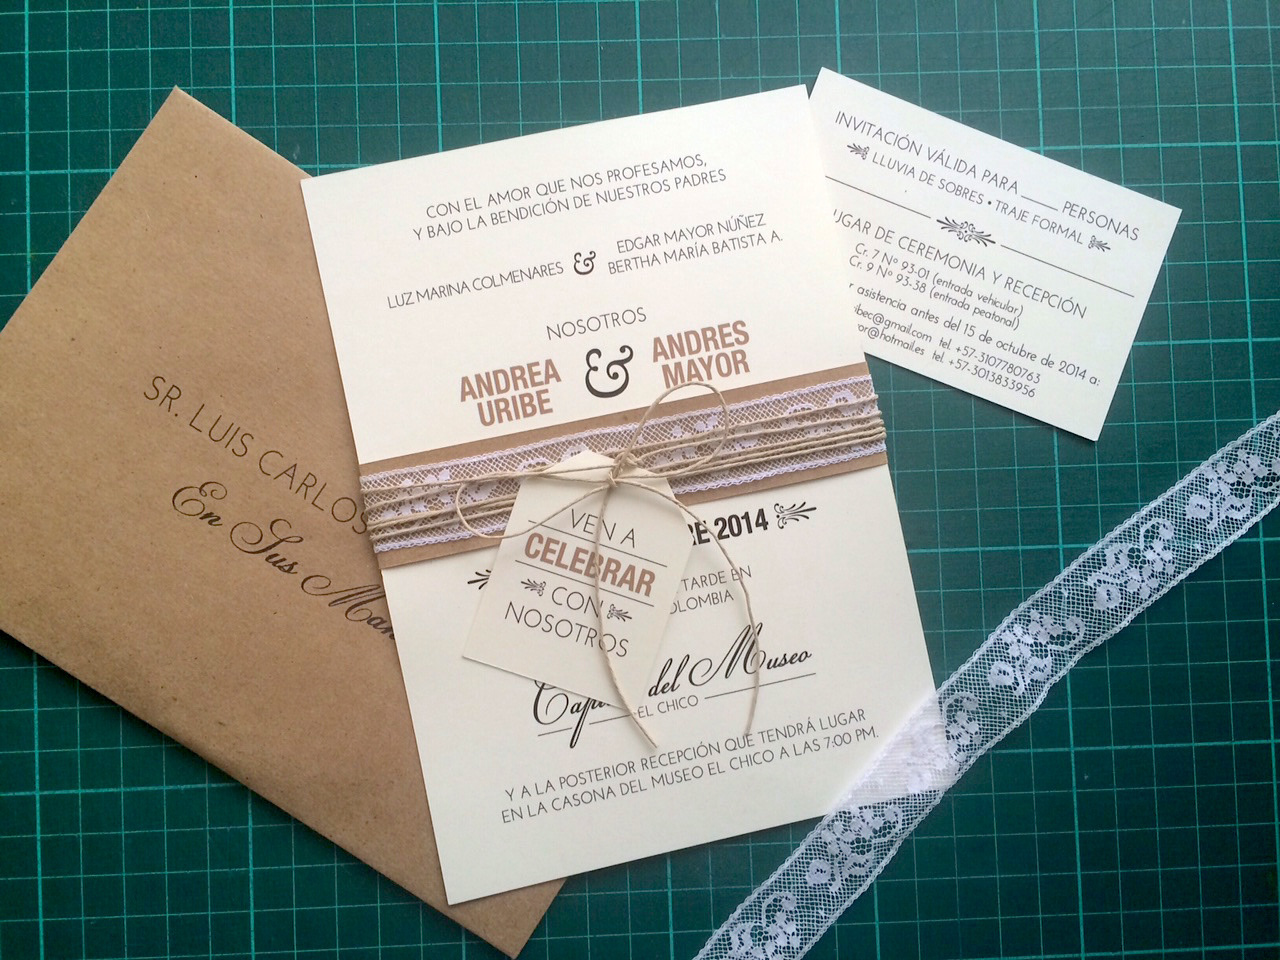 SR. LUIS CARLOS
En Sus
CON EL AMOR QUE NOS PROFESAMOS,
Y BAJO LA BENDICIÓN DE NUESTROS PADRES
LUZ MARINA COLMENARES & EDGAR MAYOR NÚÑEZ
BERTHA MARÍA BATISTA A.
NOSOTROS
ANDREA
URIBE
&
ANDRES
MAYOR
2014
VEN A
CELEBRAR
CON
NOSOTROS
TARDE EN
del Museo
EL CHICO
Y A LA POSTERIOR RECEPCIÓN QUE TENDRÁ LUGAR
EN LA CASONA DEL MUSEO EL CHICO A LAS 7:00 PM.
INVITACIÓN VÁLIDA PARA ____ PERSONAS
LLUVIA DE SOBRES • TRAJE FORMAL
DE CEREMONIA Y RECEPCIÓN
Cr. 7 Nº 93-01 (entrada vehicular)
Cr. 9 Nº 93-38 (entrada peatonal)
asistencia antes del 15 de octubre de 2014 a:
@gmail.com tel. +57-3107780763
@hotmail.es tel. +57-3013833956